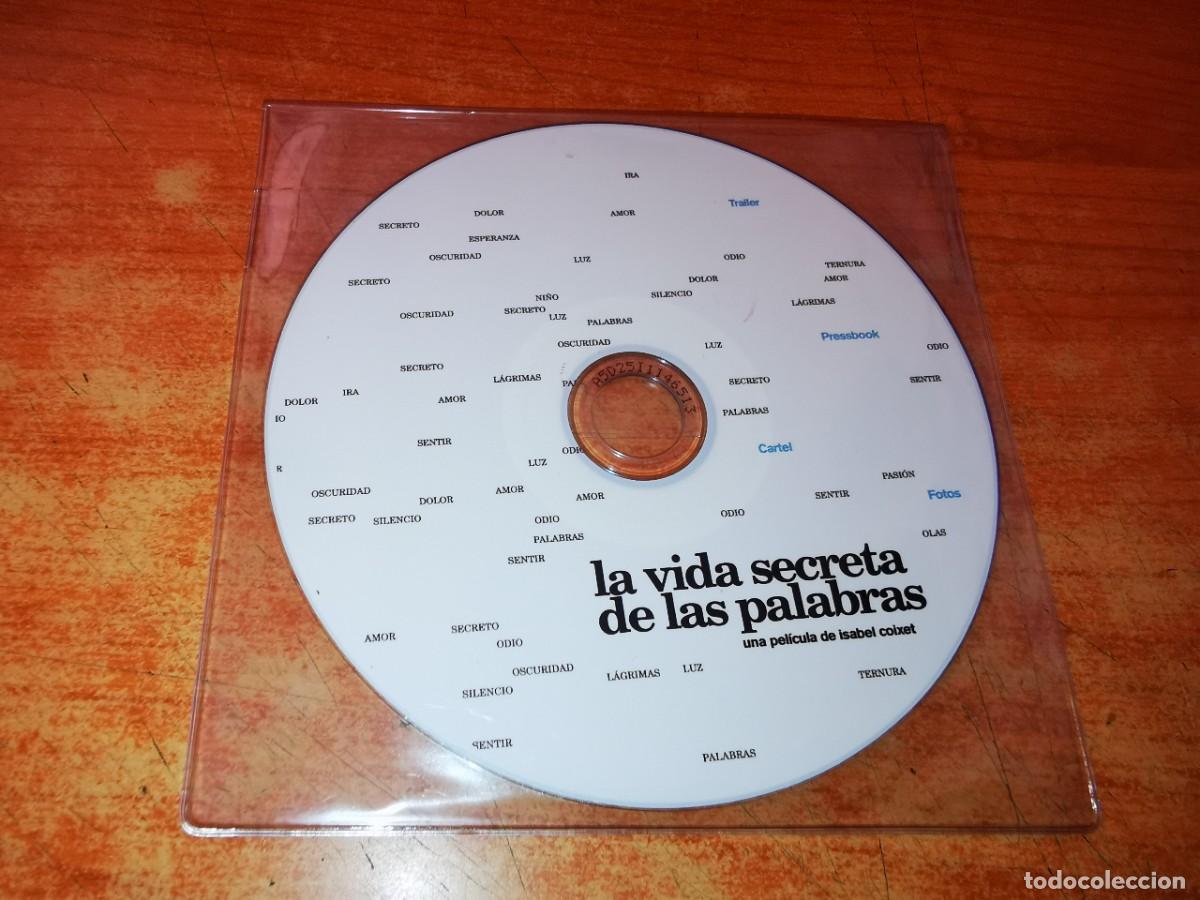 IRA
DOLOR AMOR Trailer
SECRETO
ESPERANZA
OSCURIDAD LUZ ODIO
TERNURA
SECRETO DOLOR AMOR
NIÑO SILENCIO LÁGRIMAS
OSCURIDAD SECRETO LUZ PALABRAS
OSCURIDAD LUZ Pressbook ODIO
SECRETO
LÁGRIMAS SECRETO SENTIR
IRA
DOLOR AMOR PALABRAS
SENTIR ODIO Cartel
LUZ
PASIÓN
OSCURIDAD DOLOR AMOR AMOR SENTIR Fotos
SECRETO SILENCIO ODIO ODIO
PALABRAS OLAS
SENTIR
la vida secreta
de las palabras
una película de isabel coixet
AMOR SECRETO ODIO
OSCURIDAD LÁGRIMAS LUZ TERNURA
SILENCIO
SENTIR PALABRAS
A5D25I1146513
todocoleccion